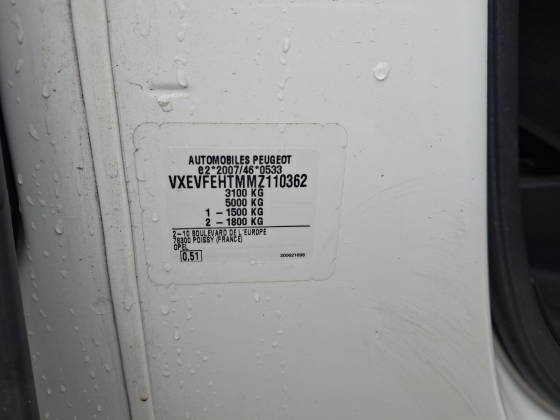 AUTOMOBILES PEUGEOT
e2*2007/46*0533
VXEVFEHTMMZ110362
3100 KG
5000 KG
1 - 1500 KG
2 - 1800 KG
2-10 BOULEVARD DE L'EUROPE
78300 POISSY (FRANCE)
OPEL
0.51